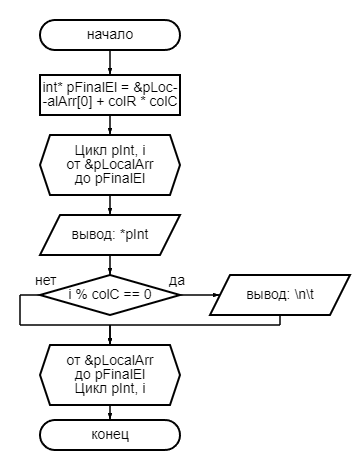 начало
int* pFinalEl = &pLoc-
-alArr[0] + colR * colC
Цикл pInt, i
от &pLocalArr
до pFinalEl
вывод: *pInt
нет
да
i % colC == 0
вывод: \n\t
от &pLocalArr
до pFinalEl
Цикл pInt, i
конец